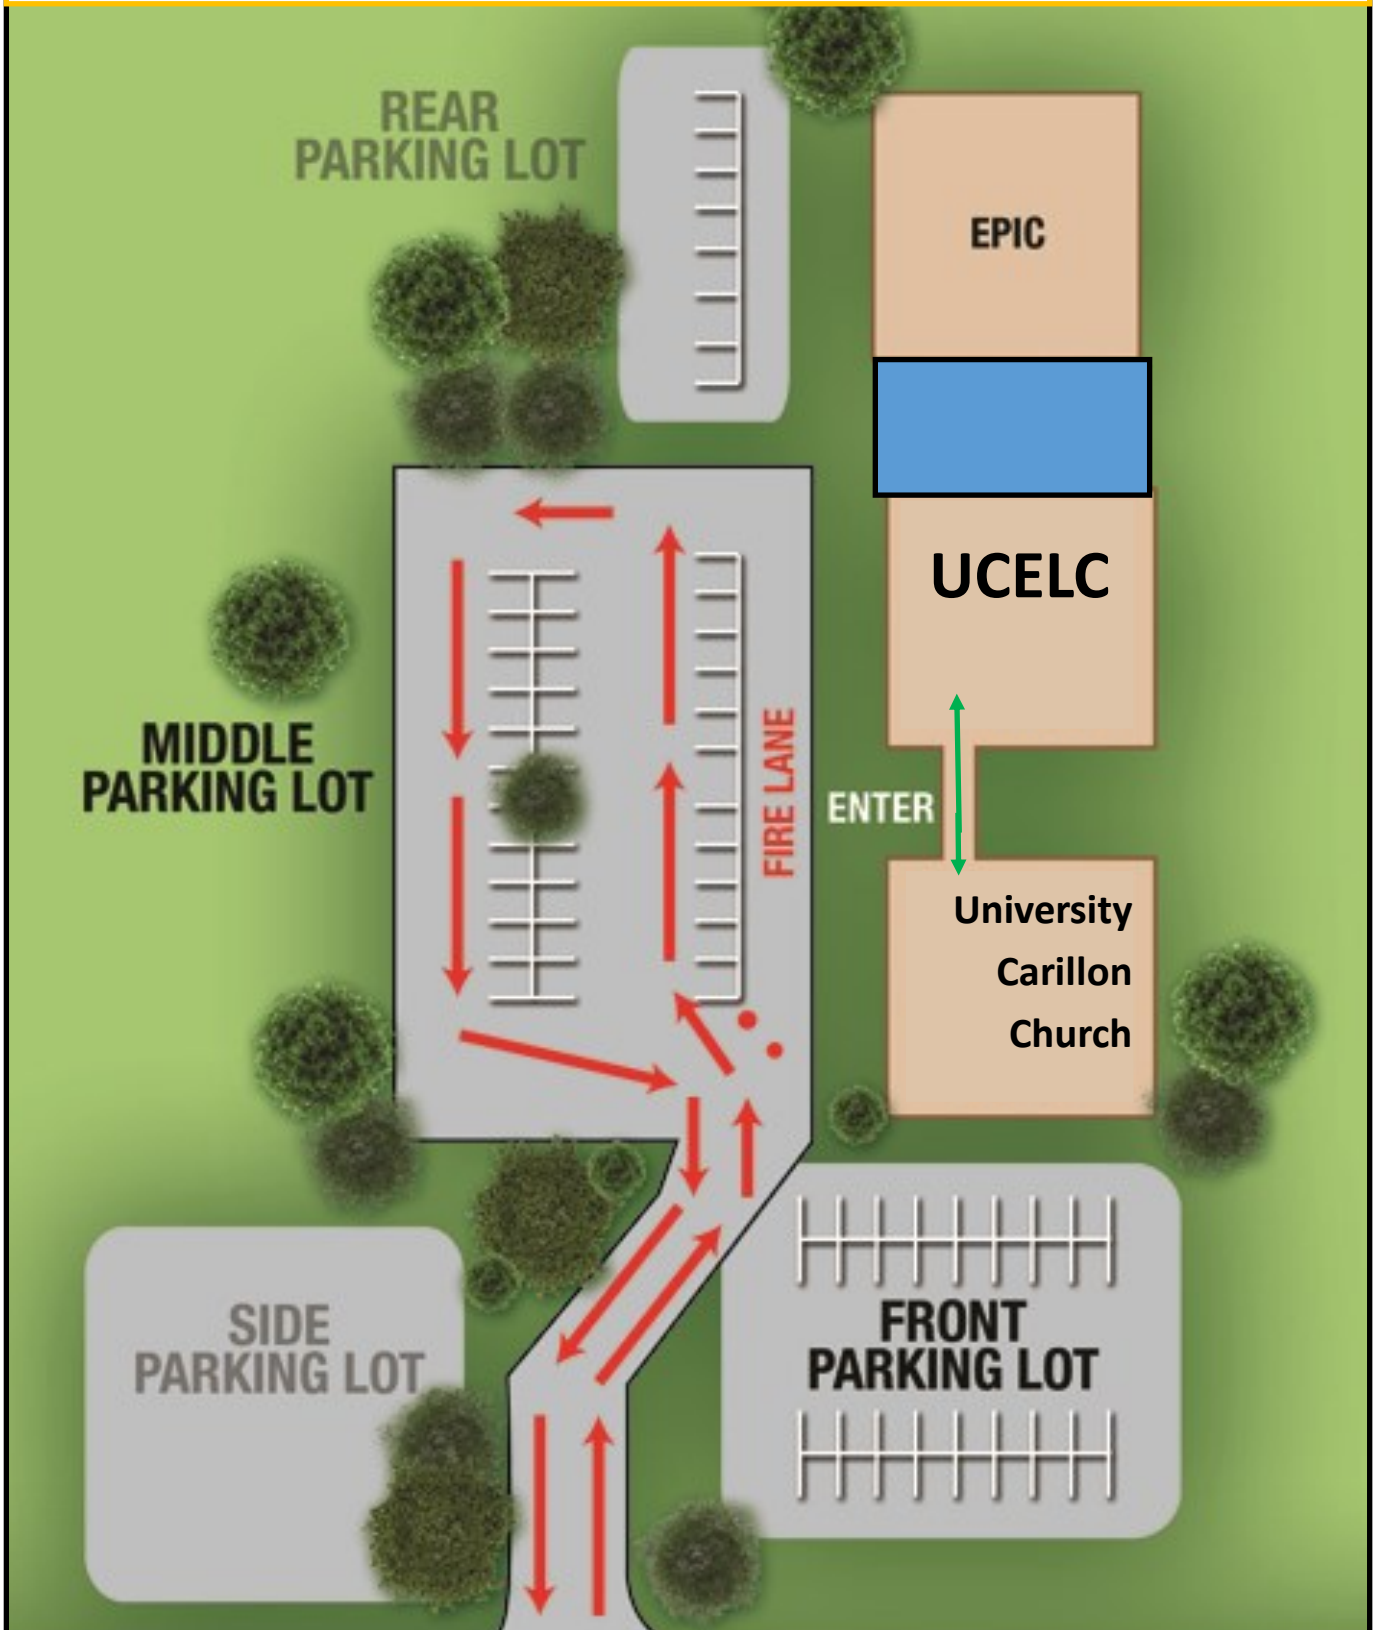 REAR
PARKING LOT
EPIC
UCELC
MIDDLE
PARKING LOT
FIRE LANE
ENTER
University
Carillon
Church
SIDE
PARKING LOT
FRONT
PARKING LOT